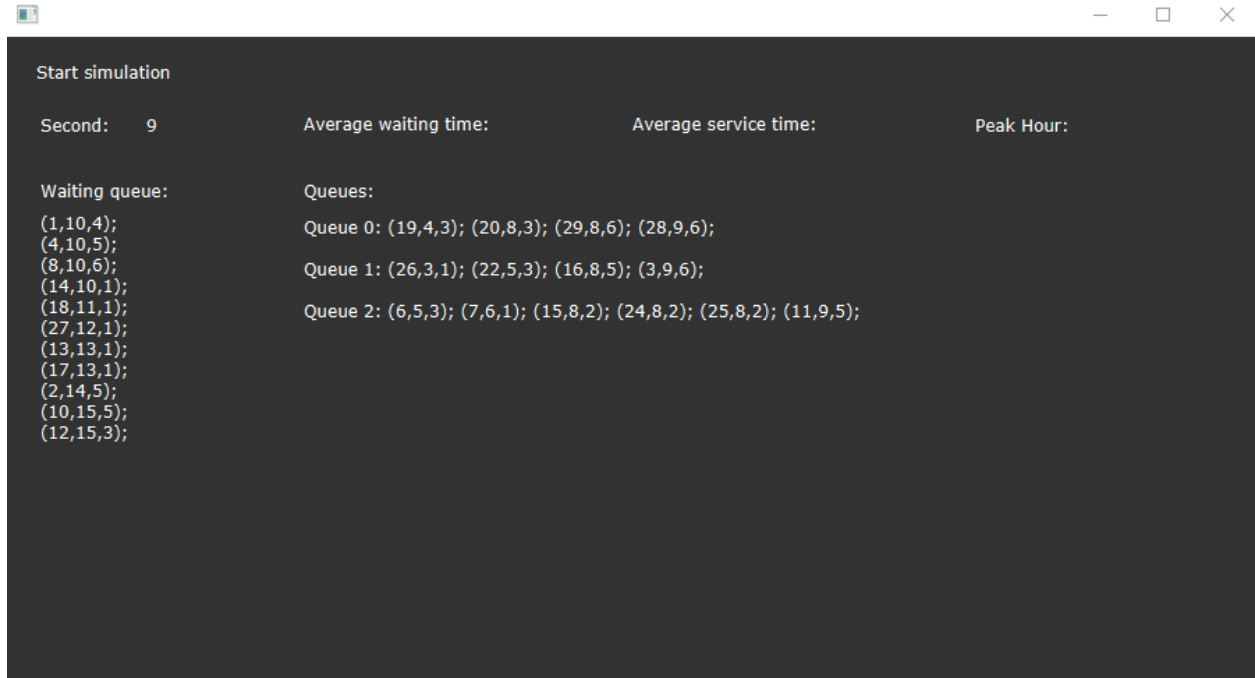 Start simulation
Second: 9
Average waiting time:
Average service time:
Peak Hour:
Waiting queue:
(1,10,4);
(4,10,5);
(8,10,6);
(14,10,1);
(18,11,1);
(27,12,1);
(13,13,1);
(17,13,1);
(2,14,5);
(10,15,5);
(12,15,3);
Queues:
Queue 0: (19,4,3); (20,8,3); (29,8,6); (28,9,6);
Queue 1: (26,3,1); (22,5,3); (16,8,5); (3,9,6);
Queue 2: (6,5,3); (7,6,1); (15,8,2); (24,8,2); (25,8,2); (11,9,5);